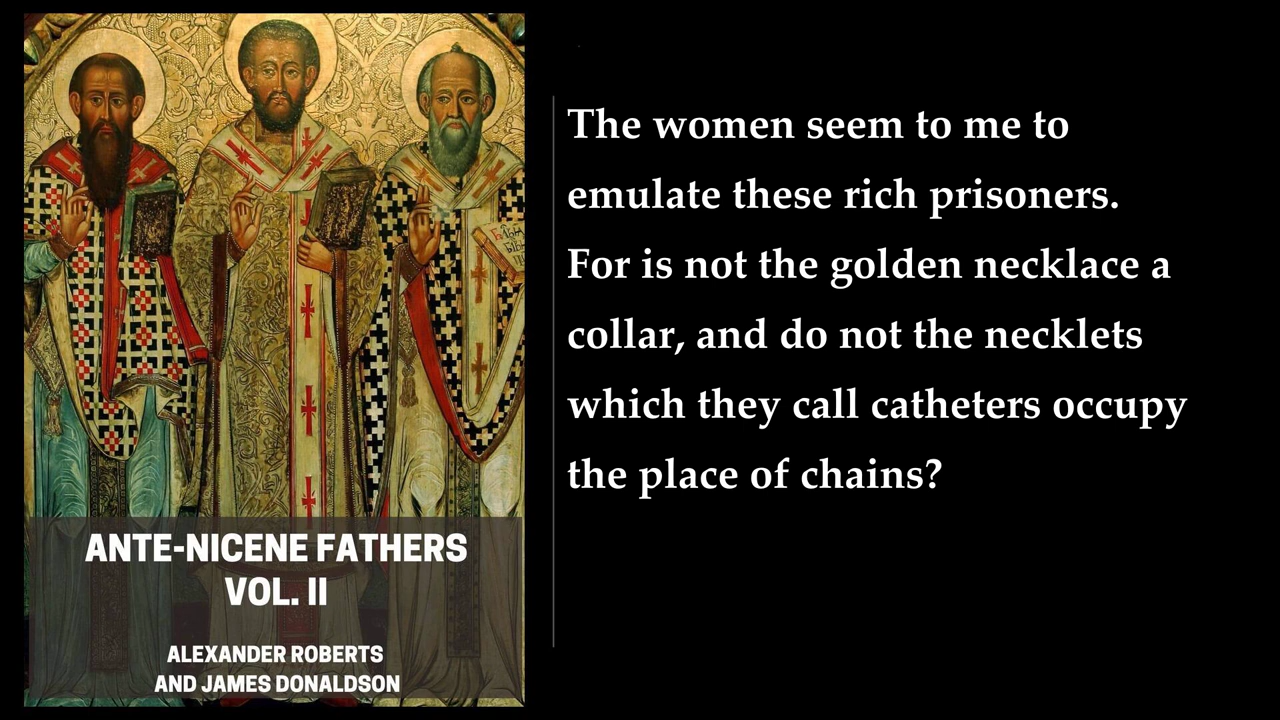 The women seem to me to
emulate these rich prisoners.
For is not the golden necklace a
collar, and do not the necklets
which they call catheters occupy
the place of chains?
ANTE-NICENE FATHERS
VOL. II
ALEXANDER ROBERTS
AND JAMES DONALDSON